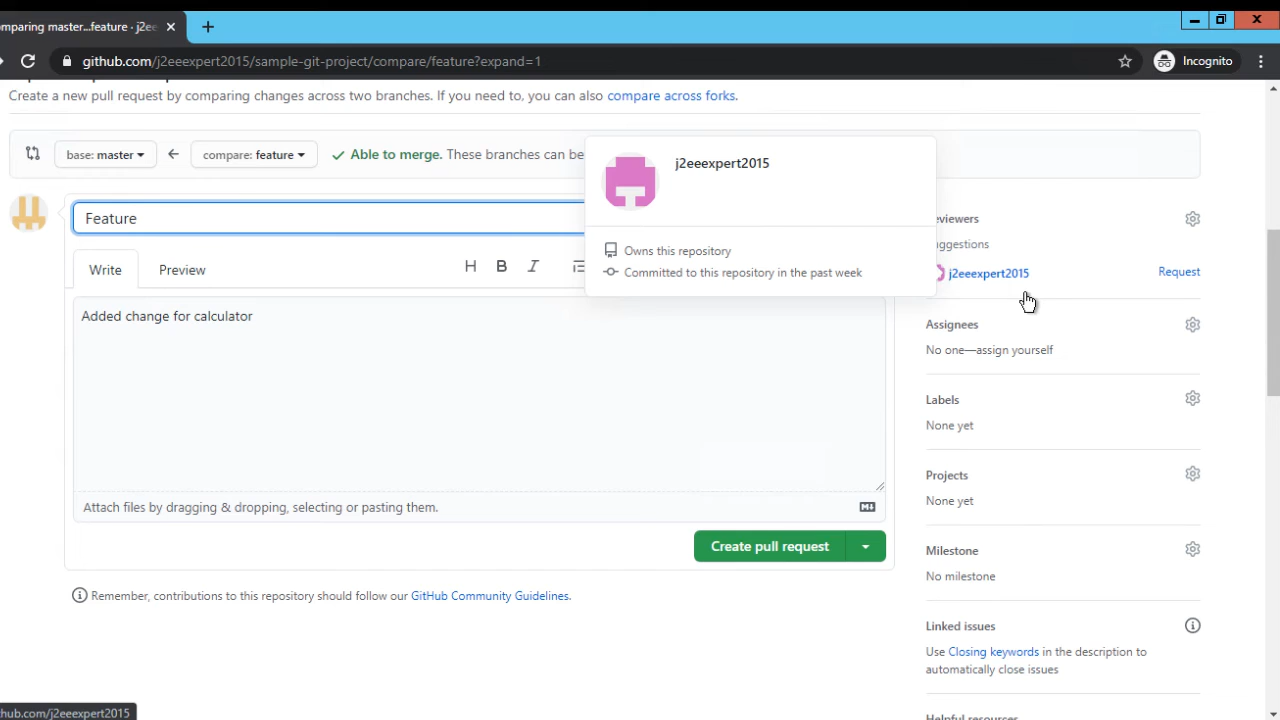 omparing master...feature · j2ee
github.com/j2eeexpert2015/sample-git-project/compare/feature?expand=1
Incognito
Create a new pull request by comparing changes across two branches. If you need to, you can also compare across forks.
base: master
compare: feature
Able to merge. These branches can be
j2eeexpert2015
Owns this repository
Committed to this repository in the past week
Feature
Write
Preview
H B I
Added change for calculator
Attach files by dragging & dropping, selecting or pasting them.
Create pull request
Remember, contributions to this repository should follow our GitHub Community Guidelines.
eviewers
uggestions
j2eeexpert2015
Request
Assignees
No one—assign yourself
Labels
None yet
Projects
None yet
Milestone
No milestone
Linked issues
Use Closing keywords in the description to
automatically close issues
Helpful resources
hub.com/j2eeexpert2015